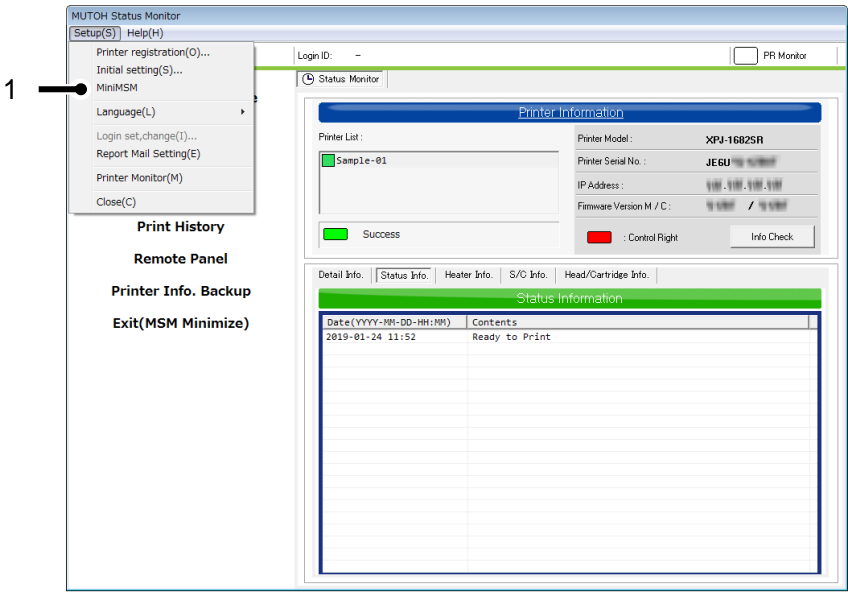 MUTOH Status Monitor
Setup(S) Help(H)
Printer registration(O)...
Initial setting(S)...
1
MiniMSM
Language(L)
Login set,change(I)...
Report Mail Setting(E)
Printer Monitor(M)
Close(C)
Print History
Remote Panel
Printer Info. Backup
Exit(MSM Minimize)
Login ID: –
PR Monitor
Status Monitor
Printer Information
Printer List :
Sample-01
Success
Printer Model : XPJ-1682SR
Printer Serial No. : JE6U
IP Address :
Firmware Version M / C : /
: Control Right
Info Check
Detail Info. Status Info. Heater Info. S/C Info. Head/Cartridge Info.
Status Information
Date(YYYY-MM-DD-HH:MM) Contents
2019-01-24 11:52 Ready to Print